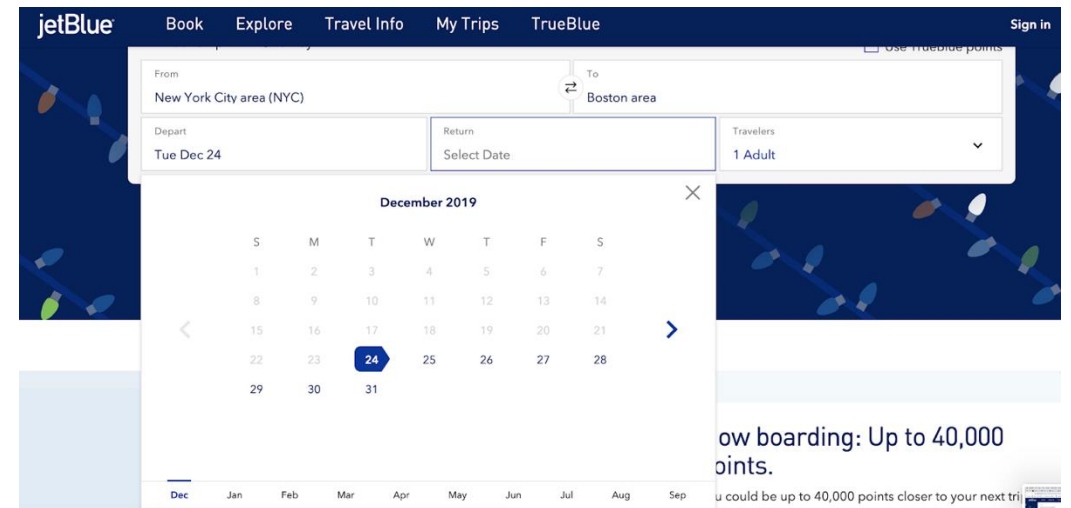 jetBlue Book Explore Travel Info My Trips TrueBlue Sign in
Use TrueBlue points
From
New York City area (NYC)
To
Boston area
Depart
Tue Dec 24
Return
Select Date
Travelers
1 Adult
December 2019
S M T W T F S
1 2 3 4 5 6 7
8 9 10 11 12 13 14
15 16 17 18 19 20 21
22 23 24 25 26 27 28
29 30 31
Dec Jan Feb Mar Apr May Jun Jul Aug Sep
ow boarding: Up to 40,000
oints.
u could be up to 40,000 points closer to your next tri